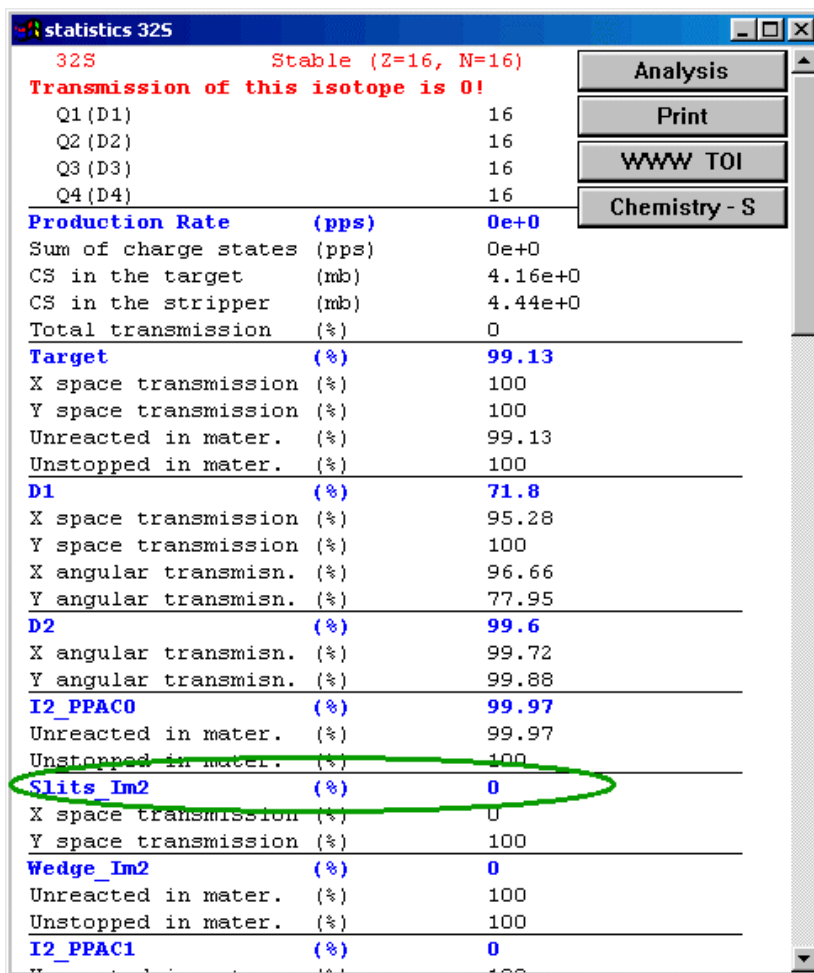 statistics 32S
32S Stable (Z=16, N=16)
Transmission of this isotope is 0!
Q1(D1) 16
Q2(D2) 16
Q3(D3) 16
Q4(D4) 16
Analysis
Print
WWW TOI
Chemistry - S
Production Rate (pps) 0e+0
Sum of charge states (pps) 0e+0
CS in the target (mb) 4.16e+0
CS in the stripper (mb) 4.44e+0
Total transmission (%) 0
Target (%) 99.13
X space transmission (%) 100
Y space transmission (%) 100
Unreacted in mater. (%) 99.13
Unstopped in mater. (%) 100
D1 (%) 71.8
X space transmission (%) 95.28
Y space transmission (%) 100
X angular transmisn. (%) 96.66
Y angular transmisn. (%) 77.95
D2 (%) 99.6
X angular transmisn. (%) 99.72
Y angular transmisn. (%) 99.88
I2_PPAC0 (%) 99.97
Unreacted in mater. (%) 99.97
Unstopped in mater. (%) 100
Slits_Im2 (%) 0
X space transmission (%) 0
Y space transmission (%) 100
Wedge_Im2 (%) 0
Unreacted in mater. (%) 100
Unstopped in mater. (%) 100
I2_PPAC1 (%) 0